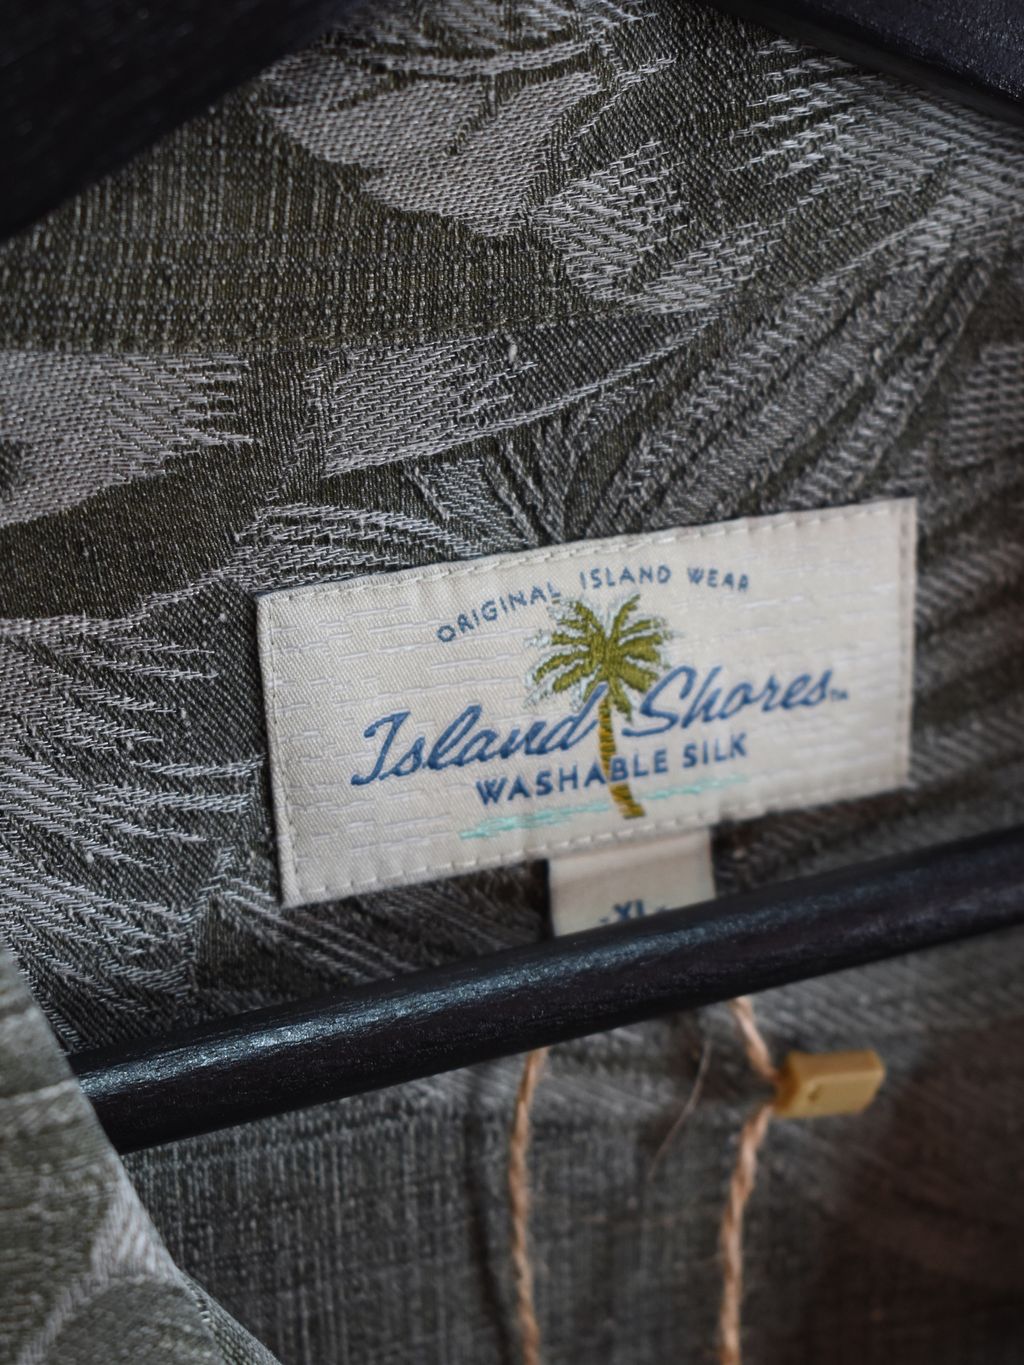 ORIGINAL ISLAND WEAR
Island Shores™
WASHABLE SILK
-XL-